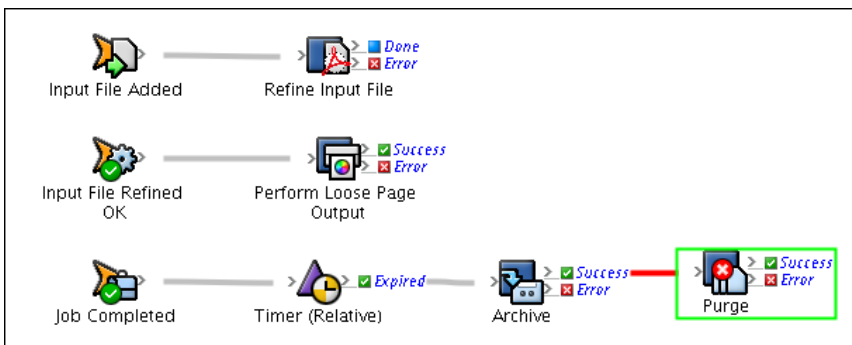 Done
Error
Input File Added
Refine Input File
Success
Error
Input File Refined
OK
Perform Loose Page
Output
Expired
Success
Error
Success
Error
Job Completed
Timer (Relative)
Archive
Purge